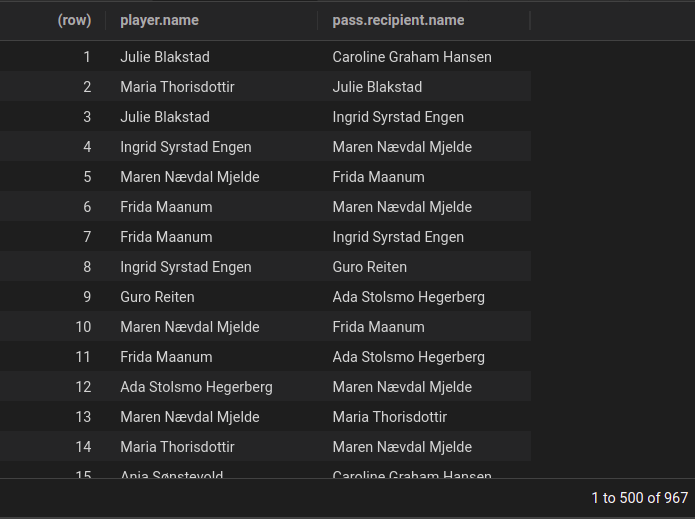 (row) player.name pass.recipient.name
1 Julie Blakstad Caroline Graham Hansen
2 Maria Thorisdottir Julie Blakstad
3 Julie Blakstad Ingrid Syrstad Engen
4 Ingrid Syrstad Engen Maren Nævdal Mjelde
5 Maren Nævdal Mjelde Frida Maanum
6 Frida Maanum Maren Nævdal Mjelde
7 Frida Maanum Ingrid Syrstad Engen
8 Ingrid Syrstad Engen Guro Reiten
9 Guro Reiten Ada Stolsmo Hegerberg
10 Maren Nævdal Mjelde Frida Maanum
11 Frida Maanum Ada Stolsmo Hegerberg
12 Ada Stolsmo Hegerberg Maren Nævdal Mjelde
13 Maren Nævdal Mjelde Maria Thorisdottir
14 Maria Thorisdottir Maren Nævdal Mjelde
15 Anja Sønstevold Caroline Graham Hansen
1 to 500 of 967